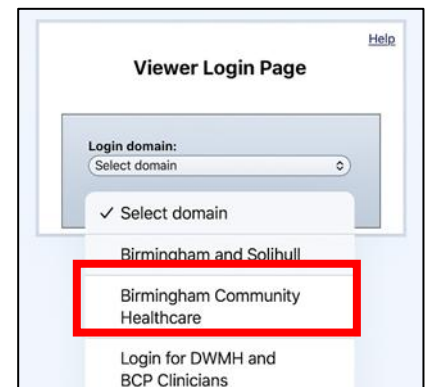 Help
Viewer Login Page
Login domain:
Select domain
✓ Select domain
Birmingham and Solihull
Birmingham Community
Healthcare
Login for DWMH and
BCP Clinicians